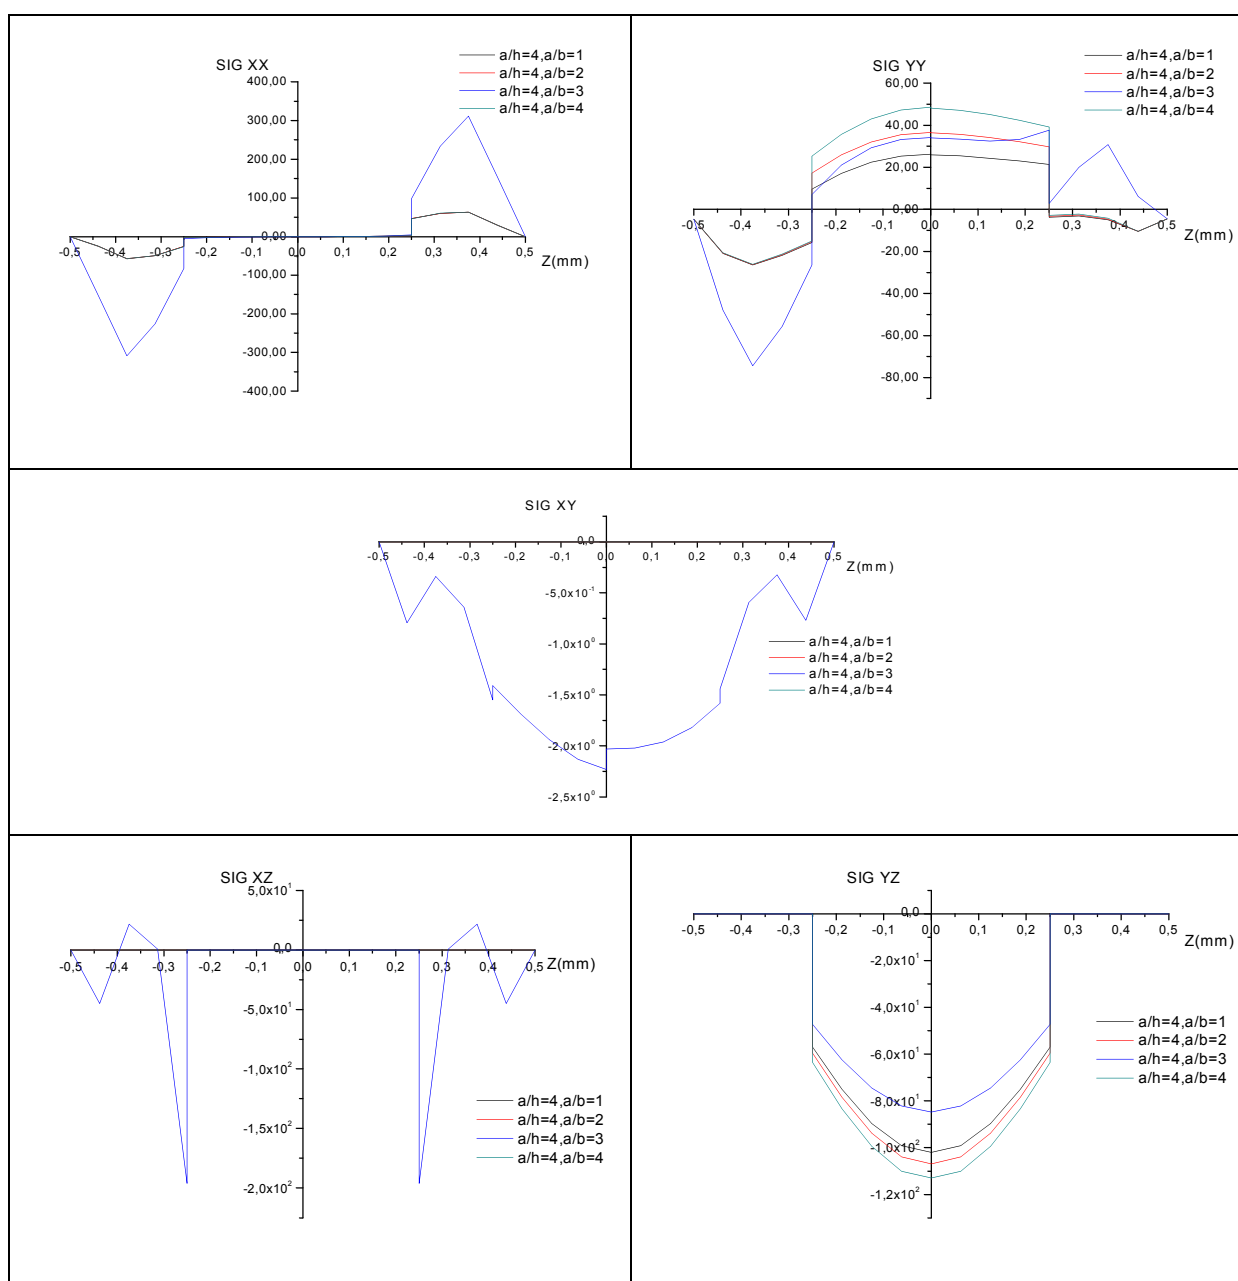 SIG XX
a/h=4,a/b=1
a/h=4,a/b=2
a/h=4,a/b=3
a/h=4,a/b=4
400,00
300,00
200,00
100,00
0,00
-100,00
-200,00
-300,00
-400,00
-0,5 -0,4 -0,3 -0,2 -0,1 0,0 0,1 0,2 0,3 0,4 0,5
Z(mm)
SIG YY
a/h=4,a/b=1
a/h=4,a/b=2
a/h=4,a/b=3
a/h=4,a/b=4
60,00
40,00
20,00
0,00
-20,00
-40,00
-60,00
-80,00
-0,5 -0,4 -0,3 -0,2 -0,1 0,0 0,1 0,2 0,3 0,4 0,5
Z(mm)
SIG XY
0,0
-0,5 -0,4 -0,3 -0,2 -0,1 0,0 0,1 0,2 0,3 0,4 0,5
Z(mm)
-5,0x10⁻¹
-1,0x10⁰
-1,5x10⁰
-2,0x10⁰
-2,5x10⁰
a/h=4,a/b=1
a/h=4,a/b=2
a/h=4,a/b=3
a/h=4,a/b=4
SIG XZ
5,0x10¹
0,0
-0,5 -0,4 -0,3 -0,2 -0,1 0,0 0,1 0,2 0,3 0,4 0,5
Z(mm)
-5,0x10¹
-1,0x10²
-1,5x10²
-2,0x10²
a/h=4,a/b=1
a/h=4,a/b=2
a/h=4,a/b=3
a/h=4,a/b=4
SIG YZ
0,0
-0,5 -0,4 -0,3 -0,2 -0,1 0,0 0,1 0,2 0,3 0,4 0,5
Z(mm)
-2,0x10¹
-4,0x10¹
-6,0x10¹
-8,0x10¹
-1,0x10²
-1,2x10²
a/h=4,a/b=1
a/h=4,a/b=2
a/h=4,a/b=3
a/h=4,a/b=4